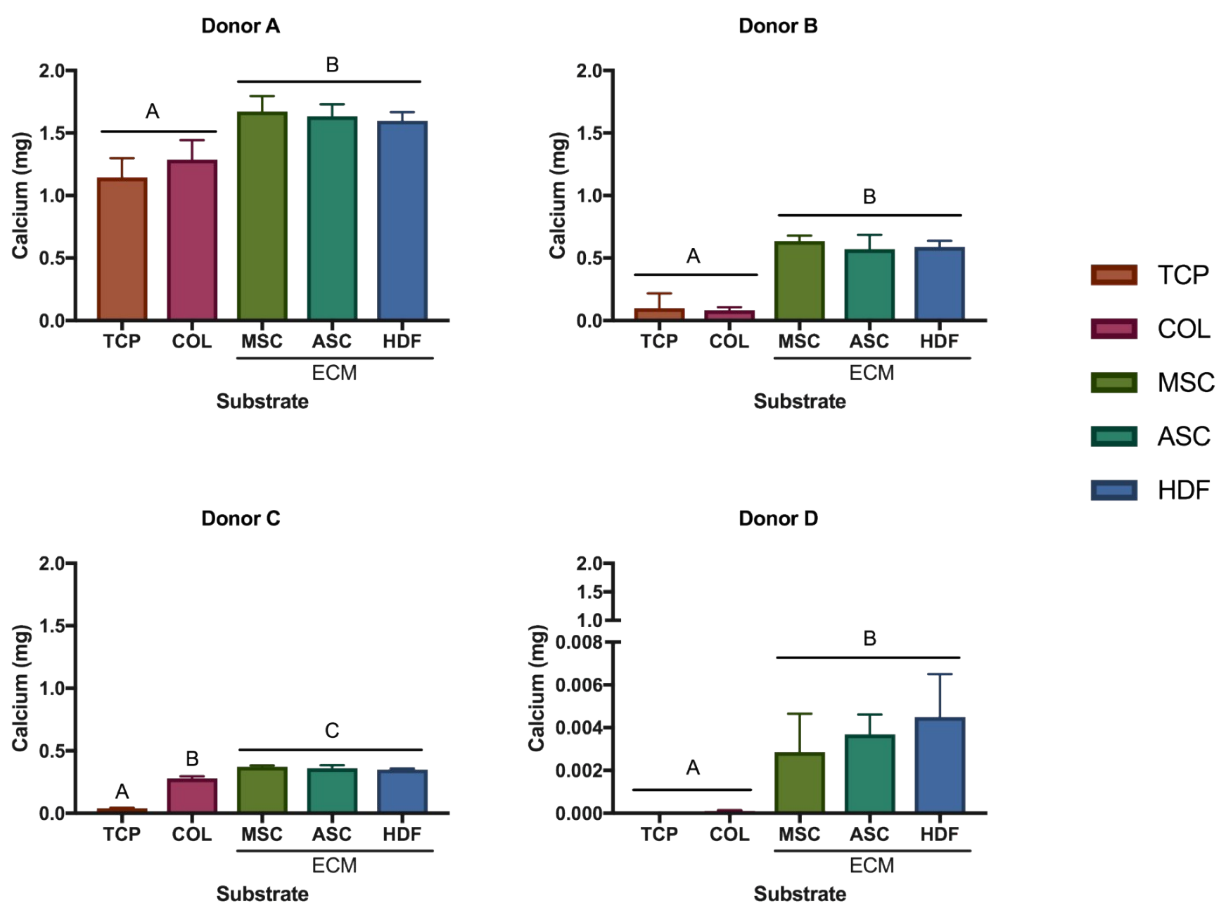 Donor A
Calcium (mg)
2.0
1.5
1.0
0.5
0.0
A
B
TCP COL MSC ASC HDF
ECM
Substrate
Donor B
Calcium (mg)
2.0
1.5
1.0
0.5
0.0
A
B
TCP COL MSC ASC HDF
ECM
Substrate
TCP
COL
MSC
ASC
HDF
Donor C
Calcium (mg)
2.0
1.5
1.0
0.5
0.0
A
B
C
TCP COL MSC ASC HDF
ECM
Substrate
Donor D
Calcium (mg)
2.0
1.5
1.0
0.008
0.006
0.004
0.002
0.000
A
B
TCP COL MSC ASC HDF
ECM
Substrate